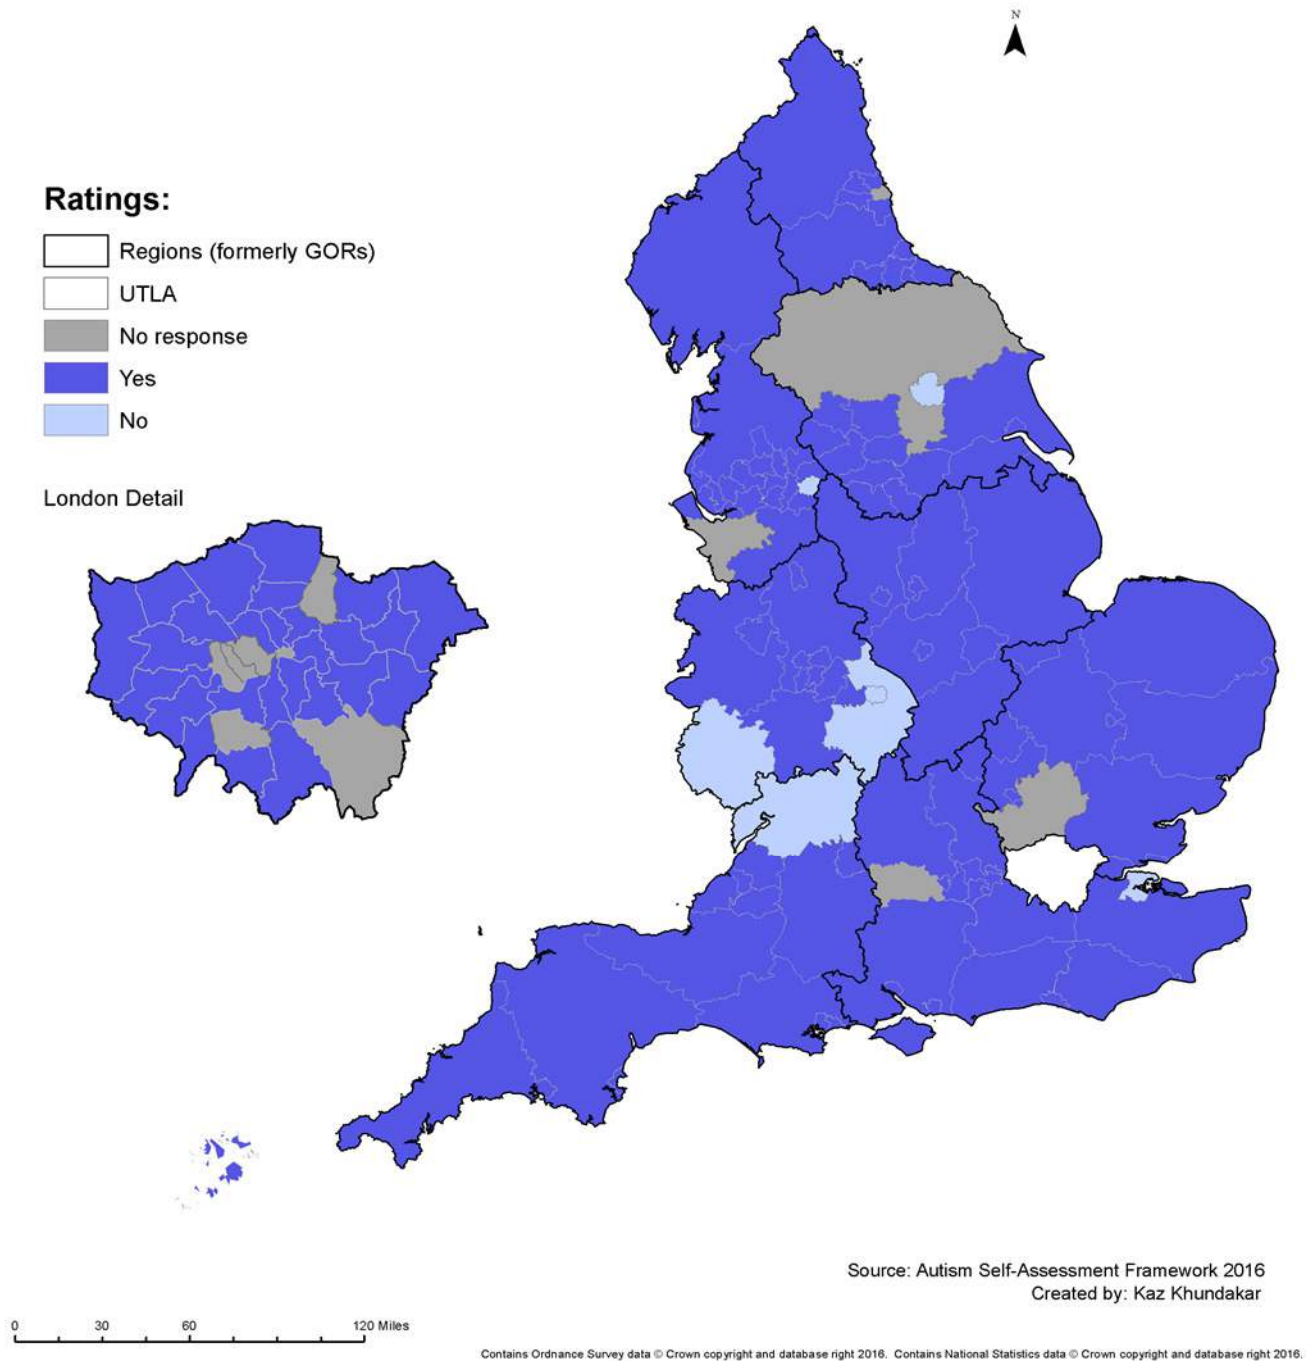 N
Ratings:
Regions (formerly GORs)
UTLA
No response
Yes
No
London Detail
Source: Autism Self-Assessment Framework 2016
Created by: Kaz Khundakar
0 30 60 120 Miles
Contains Ordnance Survey data © Crown copyright and database right 2016. Contains National Statistics data © Crown copyright and database right 2016.